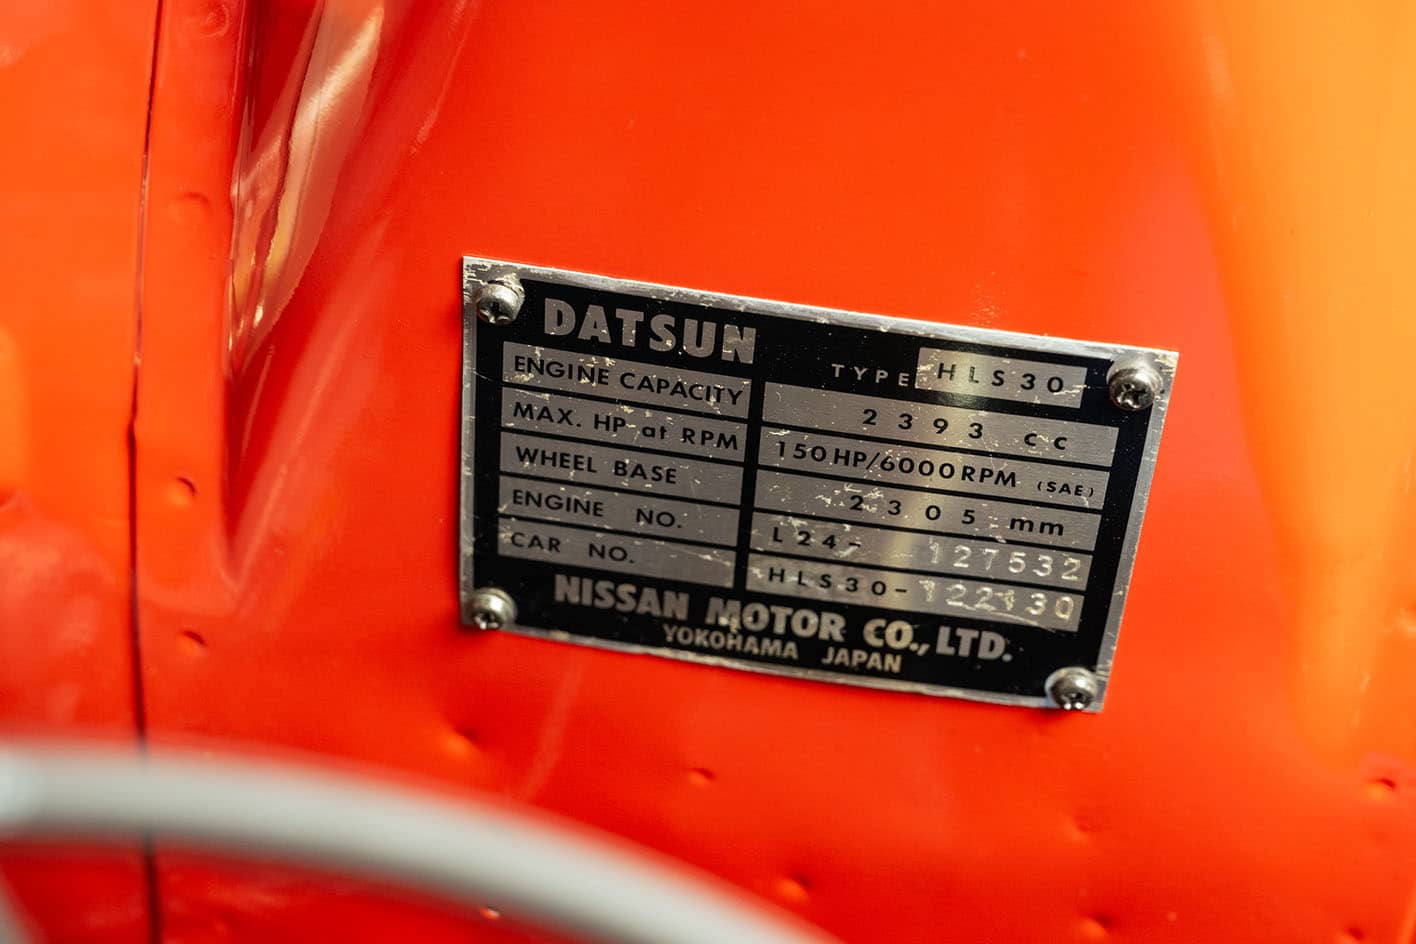 DATSUN TYPE HLS30
ENGINE CAPACITY 2393 cc
MAX. HP at RPM 150HP/6000RPM (SAE)
WHEEL BASE 2305 mm
ENGINE NO. L24- 127532
CAR NO. HLS30-122130
NISSAN MOTOR CO., LTD.
YOKOHAMA JAPAN